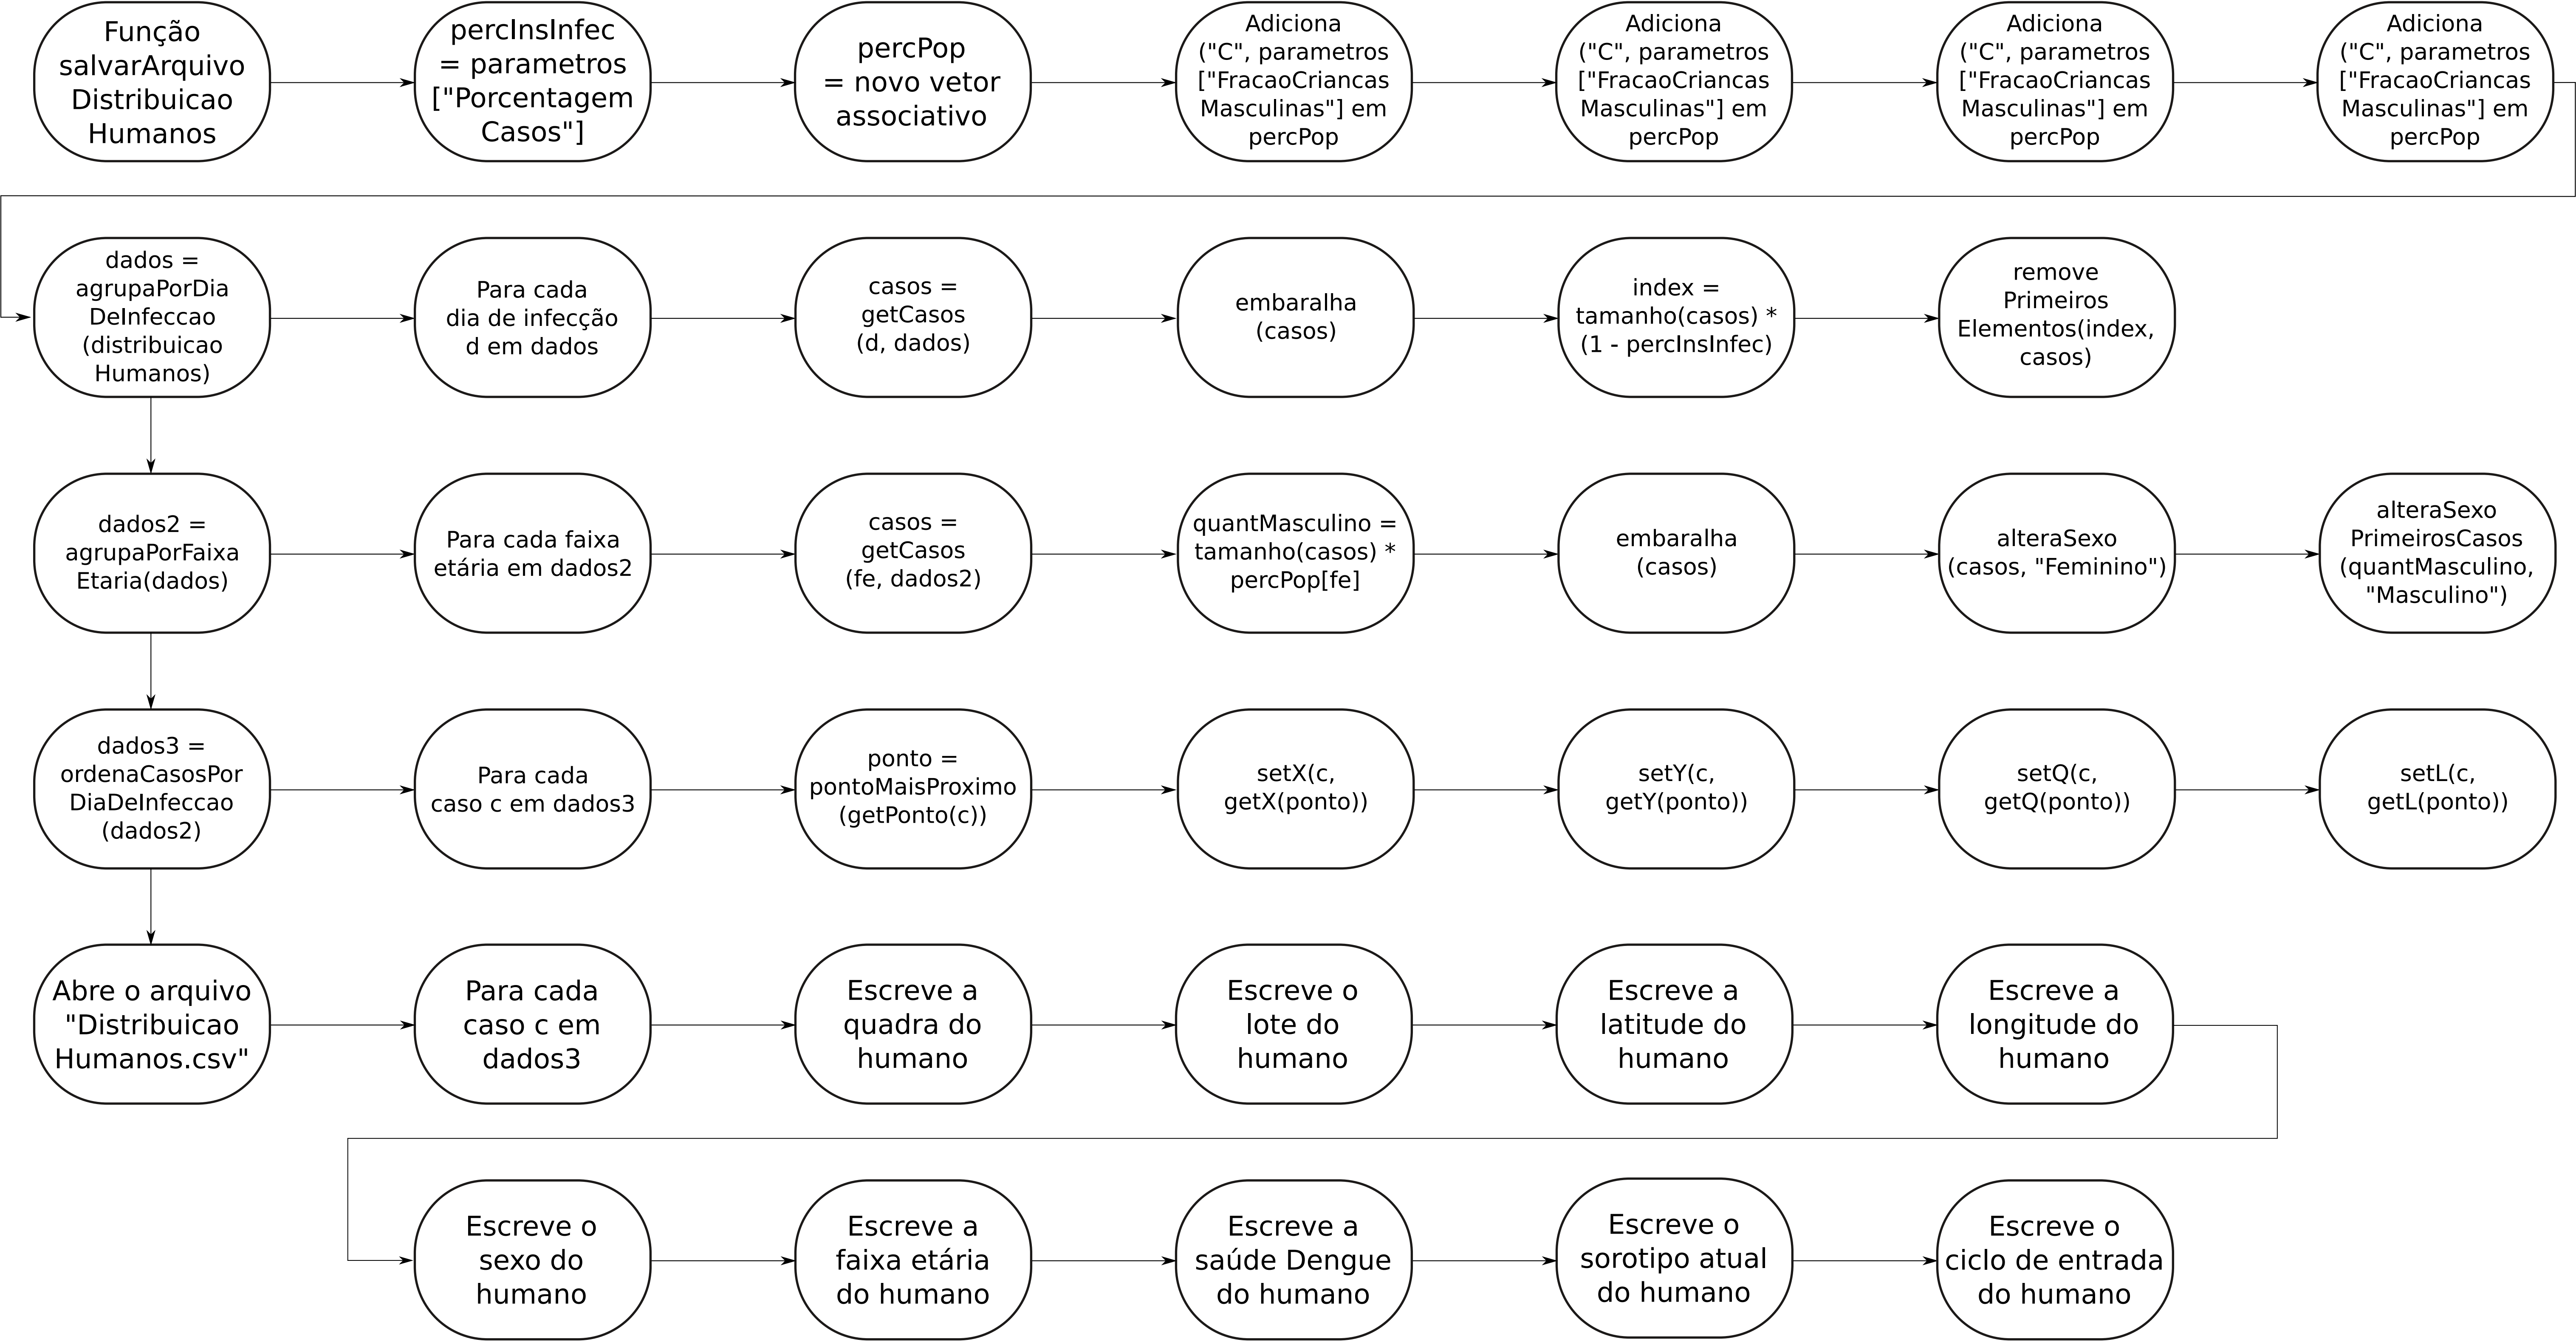 Função
salvarArquivo
Distribuicao
Humanos
percInsInfec
= parametros
["Porcentagem
Casos"]
percPop
= novo vetor
associativo
Adiciona
("C", parametros
["FracaoCriancas
Masculinas"] em
percPop
Adiciona
("C", parametros
["FracaoCriancas
Masculinas"] em
percPop
Adiciona
("C", parametros
["FracaoCriancas
Masculinas"] em
percPop
Adiciona
("C", parametros
["FracaoCriancas
Masculinas"] em
percPop
dados =
agrupaPorDia
DeInfeccao
(distribuicao
Humanos)
Para cada
dia de infecção
d em dados
casos =
getCasos
(d, dados)
embaralha
(casos)
index =
tamanho(casos) *
(1 - percInsInfec)
remove
Primeiros
Elementos(index,
casos)
dados2 =
agrupaPorFaixa
Etaria(dados)
Para cada faixa
etária em dados2
casos =
getCasos
(fe, dados2)
quantMasculino =
tamanho(casos) *
percPop[fe]
embaralha
(casos)
alteraSexo
(casos, "Feminino")
alteraSexo
PrimeirosCasos
(quantMasculino,
"Masculino")
dados3 =
ordenaCasosPor
DiaDeInfeccao
(dados2)
Para cada
caso c em dados3
ponto =
pontoMaisProximo
(getPonto(c))
setX(c,
getX(ponto))
setY(c,
getY(ponto))
setQ(c,
getQ(ponto))
setL(c,
getL(ponto))
Abre o arquivo
"Distribuicao
Humanos.csv"
Para cada
caso c em
dados3
Escreve a
quadra do
humano
Escreve o
lote do
humano
Escreve a
latitude do
humano
Escreve a
longitude do
humano
Escreve o
sexo do
humano
Escreve a
faixa etária
do humano
Escreve a
saúde Dengue
do humano
Escreve o
sorotipo atual
do humano
Escreve o
ciclo de entrada
do humano